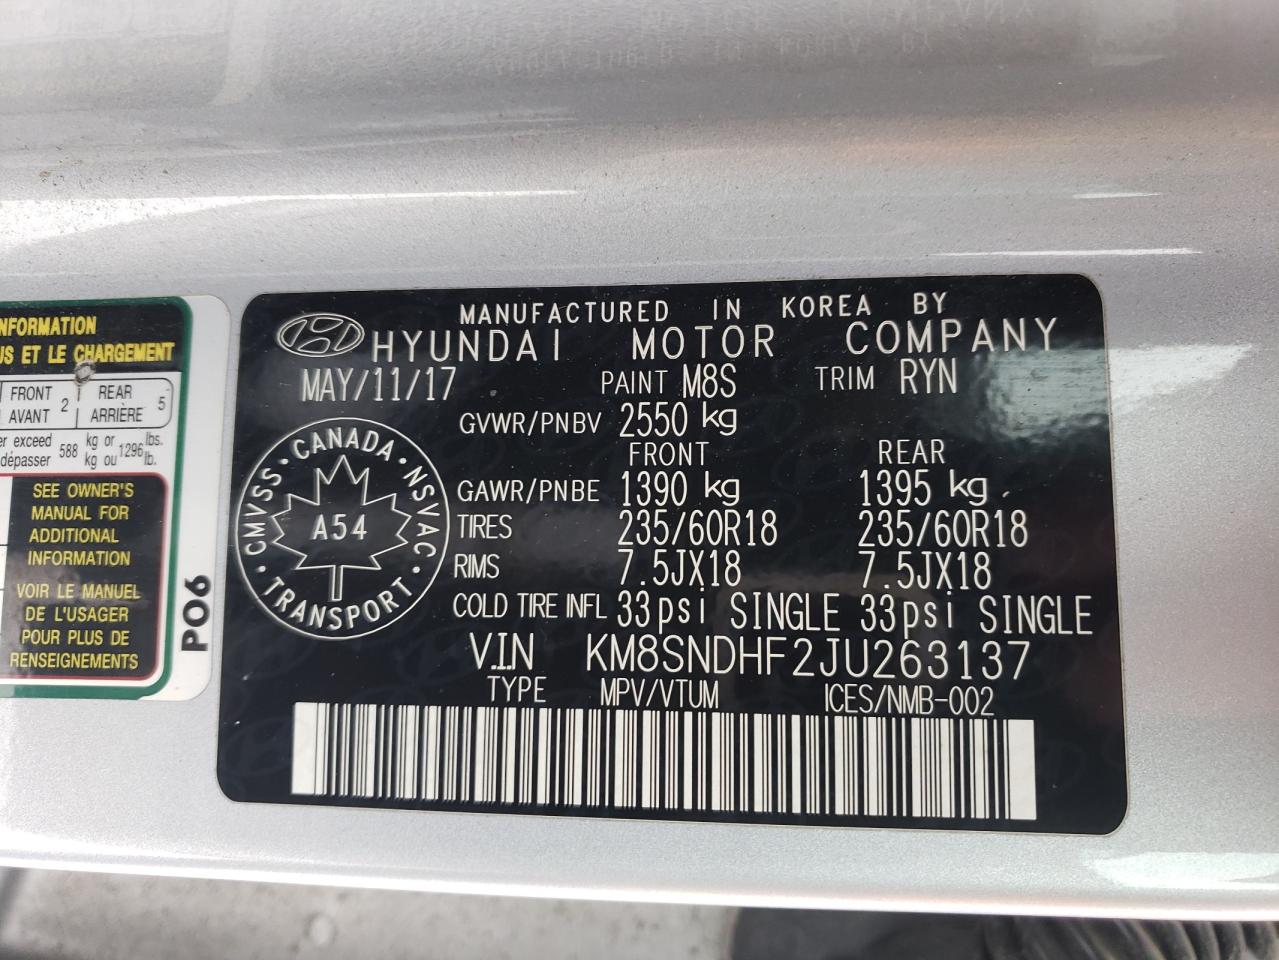 MANUFACTURED IN KOREA BY
HYUNDAI MOTOR COMPANY
MAY/11/17 PAINT M8S TRIM RYN
GVWR/PNBV 2550 kg
FRONT REAR
GAWR/PNBE 1390 kg 1395 kg
TIRES 235/60R18 235/60R18
RIMS 7.5JX18 7.5JX18
COLD TIRE INFL 33psi SINGLE 33psi SINGLE
V.I.N KM8SNDHF2JU263137
TYPE MPV/VTUM ICES/NMB-002
CANADA • NSVAC • TRANSPORT • CMVSS •
A54
INFORMATION
US ET LE CHARGEMENT
FRONT 2 REAR 5
AVANT ARRIÈRE
er exceed 588 kg or 1296 lbs.
dépasser kg ou lb.
SEE OWNER'S
MANUAL FOR
ADDITIONAL
INFORMATION
VOIR LE MANUEL
DE L'USAGER
POUR PLUS DE
RENSEIGNEMENTS
PO6